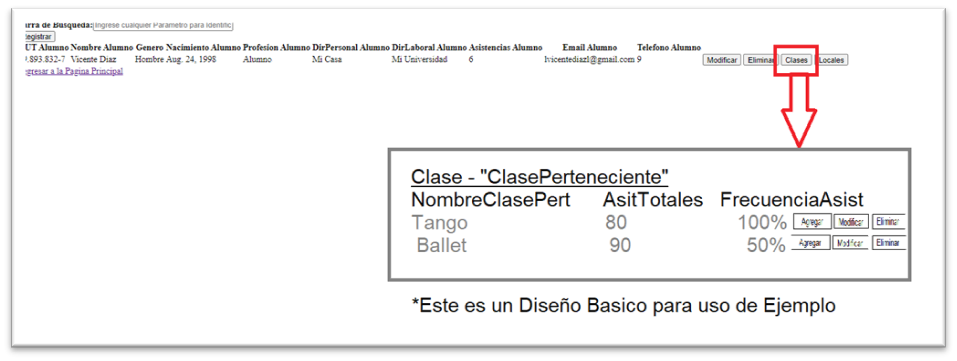 arra de Busqueda: Ingrese cualquier Parametro para Identific
Registrar
UT Alumno Nombre Alumno Genero Nacimiento Alumno Profesion Alumno DirPersonal Alumno DirLaboral Alumno Asistencias Alumno Email Alumno Telefono Alumno
.893.832-7 Vicente Diaz Hombre Aug. 24, 1998 Alumno Mi Casa Mi Universidad 6 lvicentediazl@gmail.com 9 Modificar Eliminar Clases Locales
egresar a la Pagina Principal
Clase - "ClasePerteneciente"
NombreClasePert AsitTotales FrecuenciaAsist
Tango 80 100% Agregar Modificar Eliminar
Ballet 90 50% Agregar Modificar Eliminar
*Este es un Diseño Basico para uso de Ejemplo